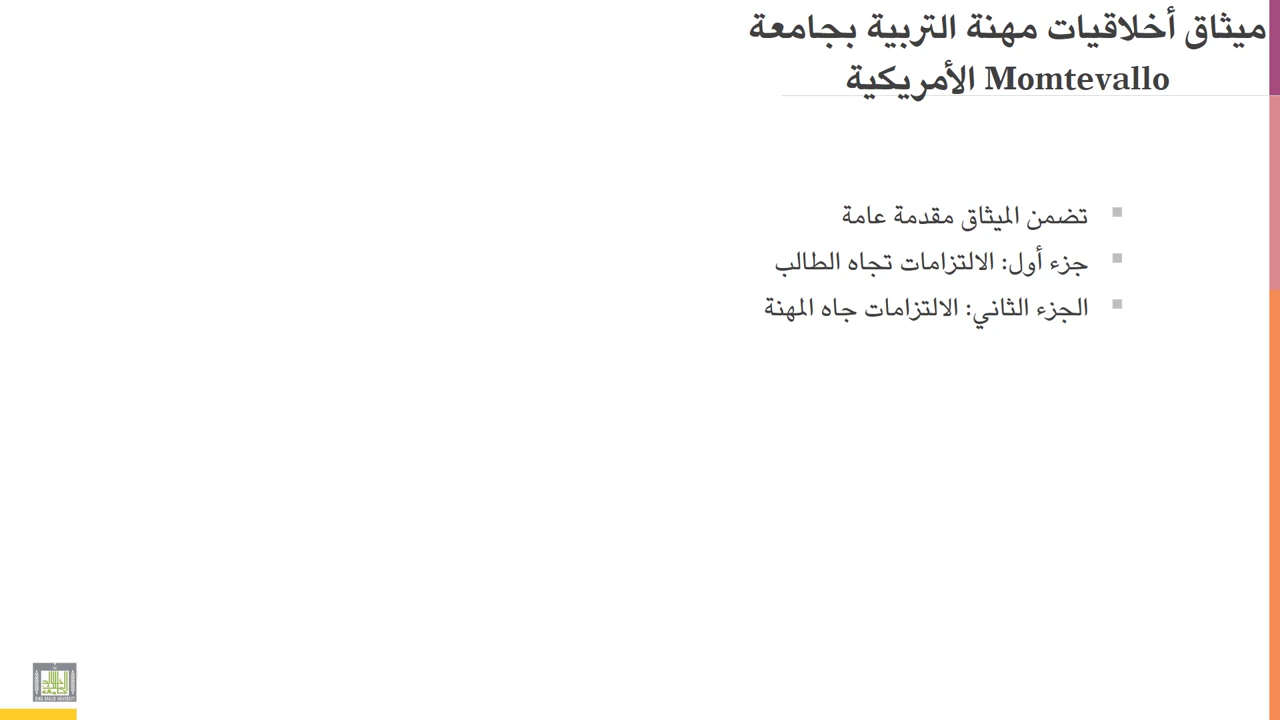 ميثاق أخلاقيات مهنة التربية بجامعة
Momtevallo الأمريكية
تضمن الميثاق مقدمة عامة
جزء أول: الالتزامات تجاه الطالب
الجزء الثاني: الالتزامات جاه المهنة